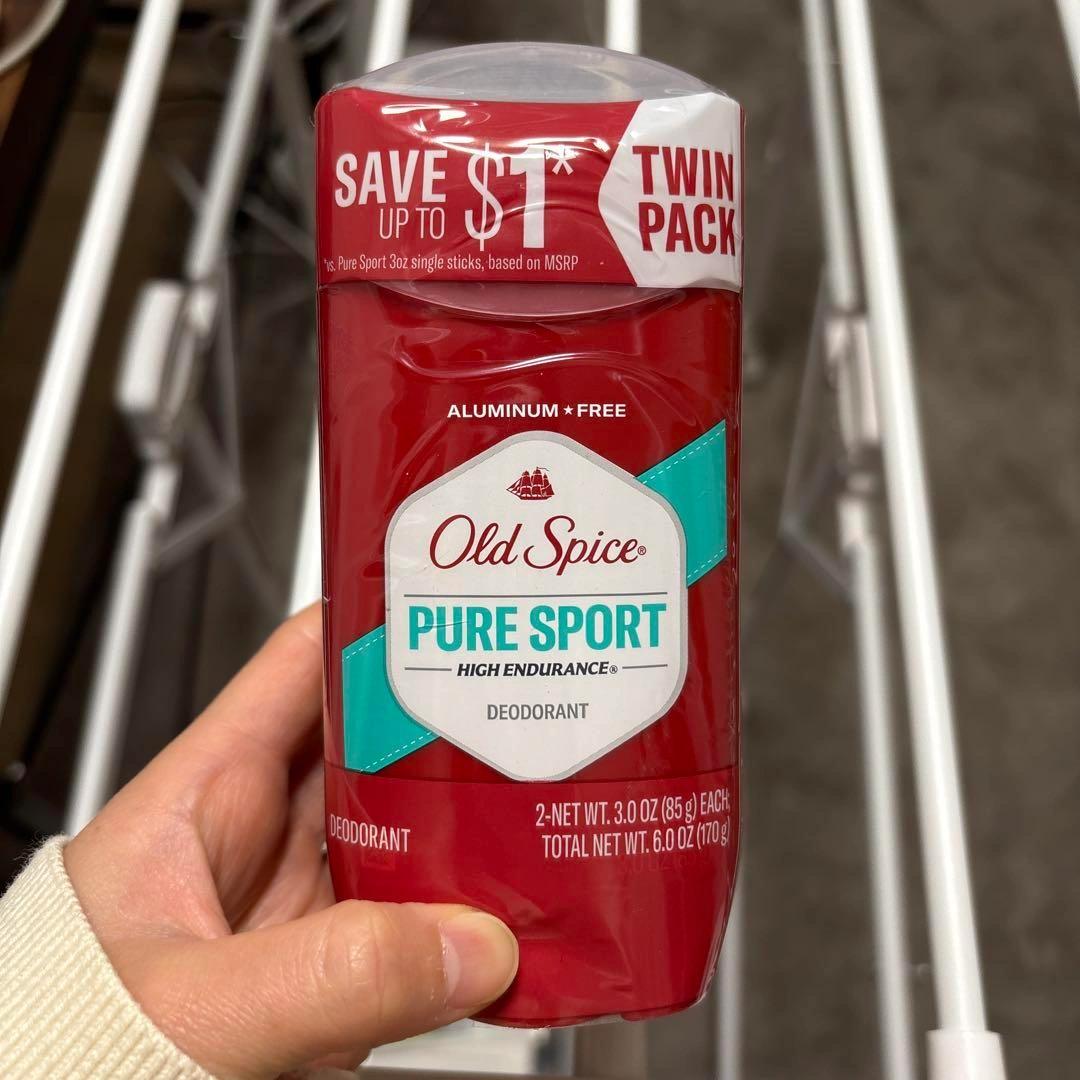 SAVE
UP TO
$1*
TWIN
PACK
*vs. Pure Sport 3oz single sticks, based on MSRP
ALUMINUM★FREE
Old Spice®
PURE SPORT
HIGH ENDURANCE®
DEODORANT
DEODORANT
2-NET WT. 3.0 OZ (85 g) EACH;
TOTAL NET WT. 6.0 OZ (170 g)